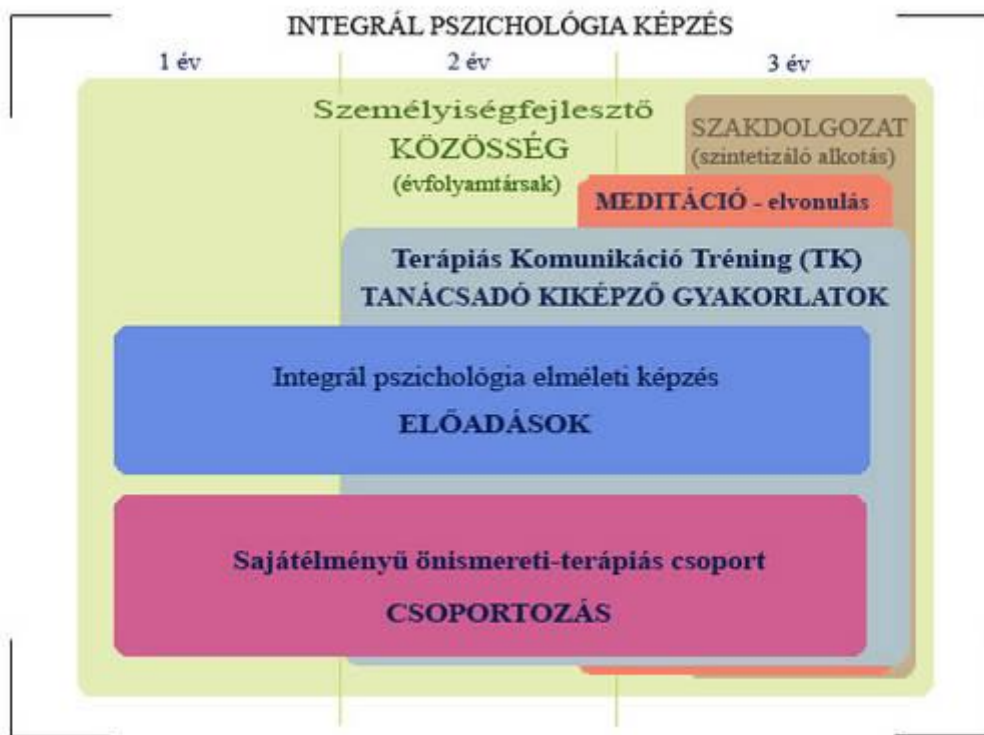 INTEGRÁL PSZICHOLÓGIA KÉPZÉS
1 év
2 év
3 év
Személyiségfejlesztő
KÖZÖSSÉG
(évfolyamtársak)
SZAKDOLGOZAT
(szintetizáló alkotás)
MEDITÁCIÓ - elvonulás
Terápiás Komunikáció Tréning (TK)
TANÁCSADÓ KIKÉPZŐ GYAKORLATOK
Integrál pszichológia elméleti képzés
ELŐADÁSOK
Sajátélményű önismereti-terápiás csoport
CSOPORTOZÁS